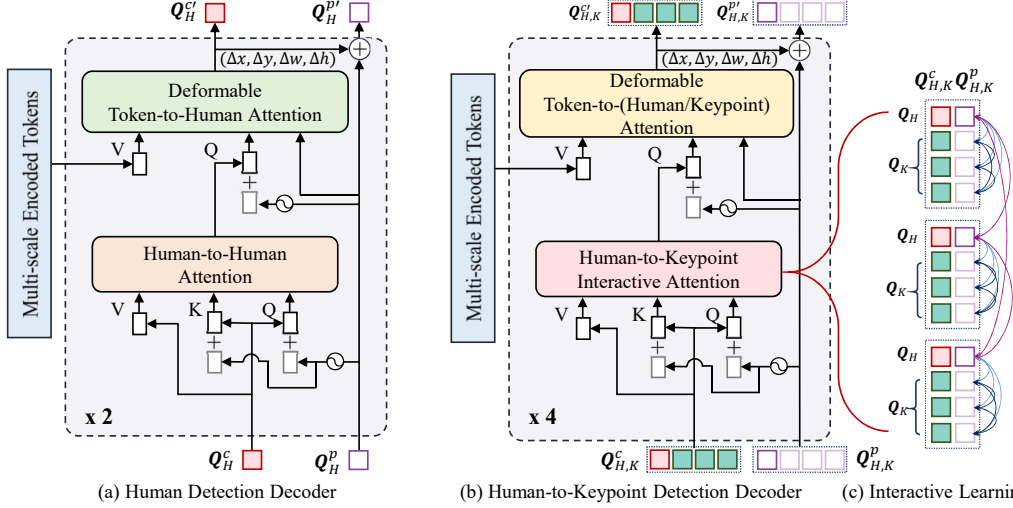 Q_H^{c′} Q_H^{p′}
(Δx, Δy, Δw, Δh)
Multi-scale Encoded Tokens
Deformable
Token-to-Human Attention
V
Q
+
Human-to-Human
Attention
V
K
Q
+
+
x 2
Q_H^c
Q_H^p
(a) Human Detection Decoder
Q_{H,K}^{c′} Q_{H,K}^{p′}
(Δx, Δy, Δw, Δh)
Multi-scale Encoded Tokens
Deformable
Token-to-(Human/Keypoint)
Attention
V
Q
+
Human-to-Keypoint
Interactive Attention
V
K
Q
+
+
x 4
Q_{H,K}^c
Q_{H,K}^p
(b) Human-to-Keypoint Detection Decoder
Q_{H,K}^c Q_{H,K}^p
Q_H
Q_K
Q_H
Q_K
Q_H
Q_K
(c) Interactive Learn